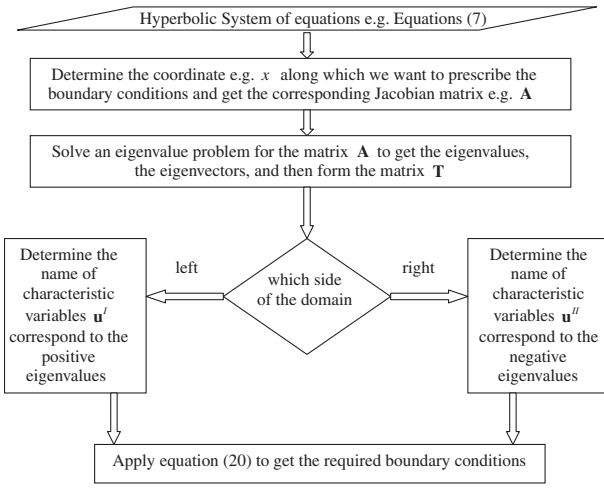 Hyperbolic System of equations e.g. Equations (7)
Determine the coordinate e.g. x along which we want to prescribe the
boundary conditions and get the corresponding Jacobian matrix e.g. A
Solve an eigenvalue problem for the matrix A to get the eigenvalues,
the eigenvectors, and then form the matrix T
which side
of the domain
left
Determine the
name of
characteristic
variables u^I
correspond to the
positive
eigenvalues
right
Determine the
name of
characteristic
variables u^II
correspond to the
negative
eigenvalues
Apply equation (20) to get the required boundary conditions